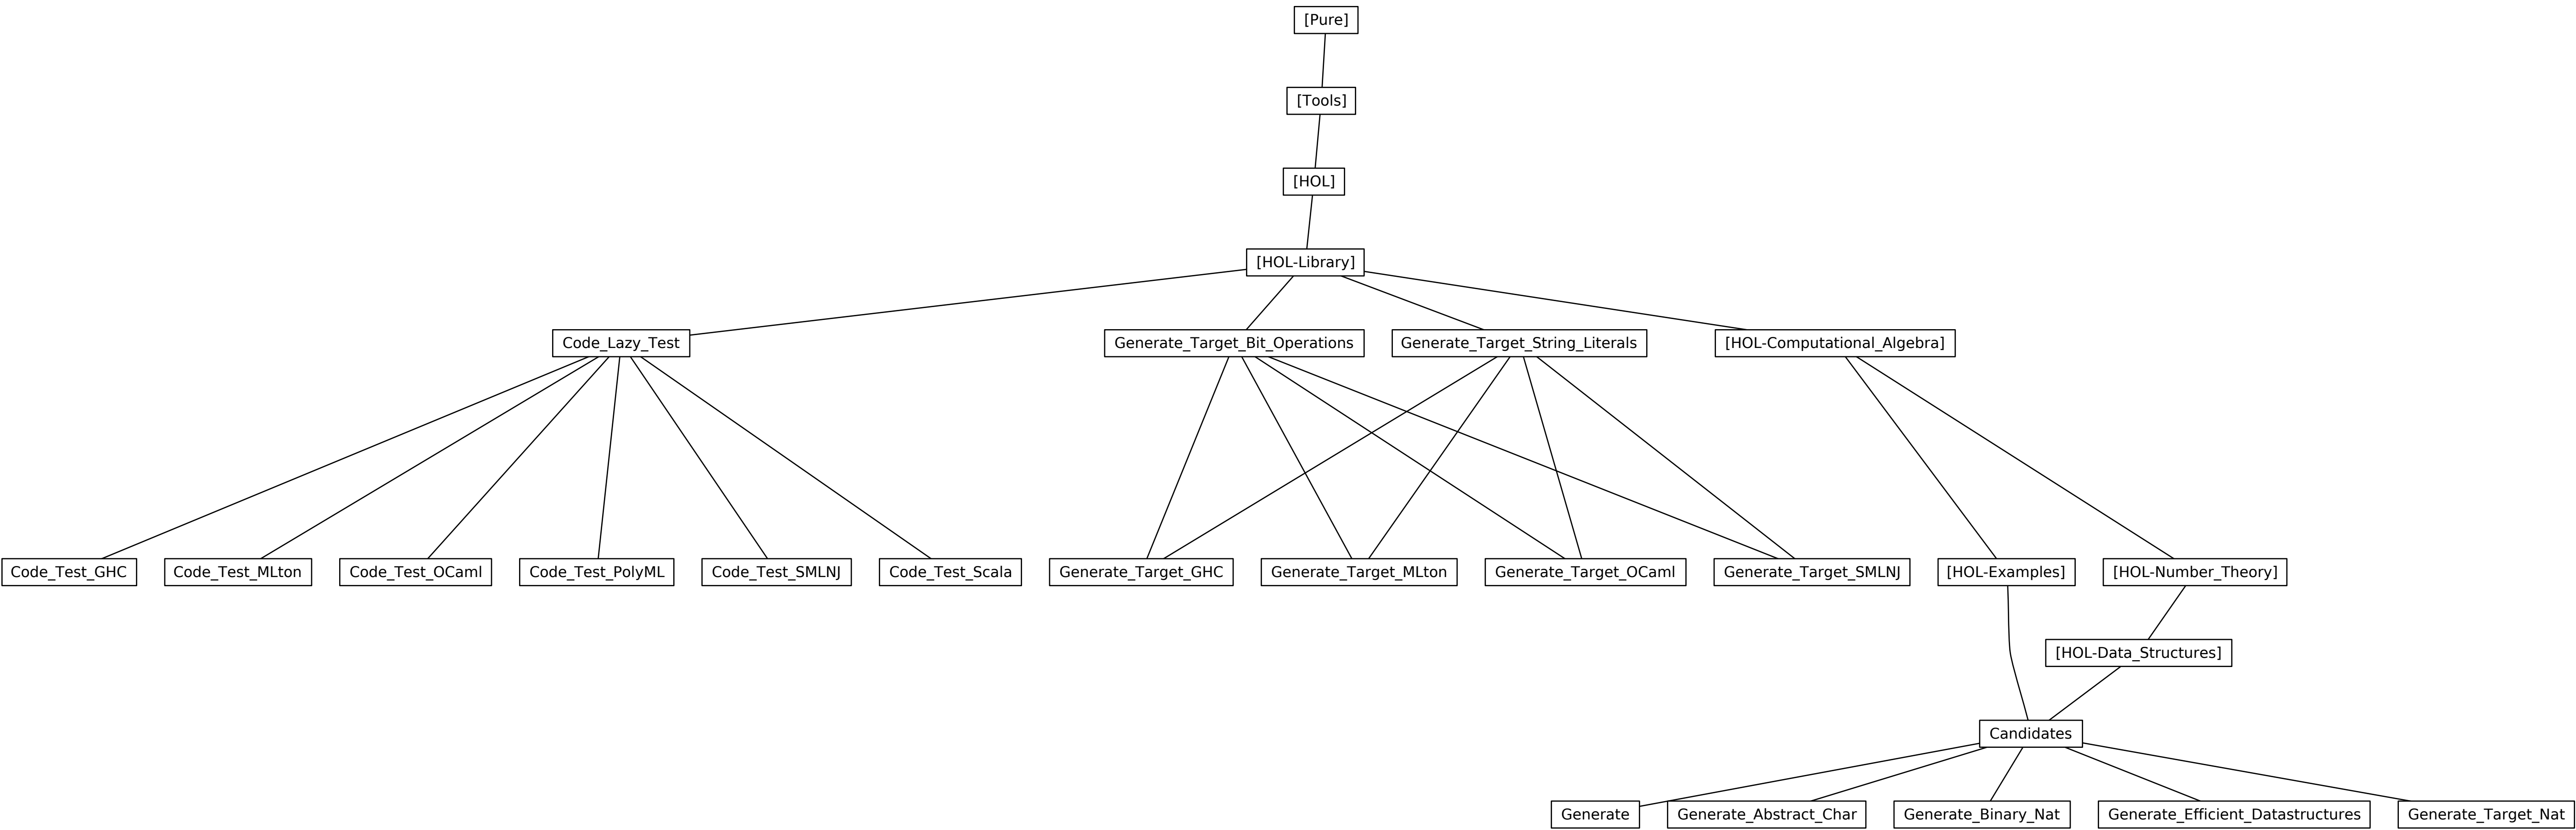 [Pure]
[Tools]
[HOL]
[HOL-Library]
Code_Lazy_Test
Generate_Target_Bit_Operations
Generate_Target_String_Literals
[HOL-Computational_Algebra]
Code_Test_GHC
Code_Test_MLton
Code_Test_OCaml
Code_Test_PolyML
Code_Test_SMLNJ
Code_Test_Scala
Generate_Target_GHC
Generate_Target_MLton
Generate_Target_OCaml
Generate_Target_SMLNJ
[HOL-Examples]
[HOL-Number_Theory]
[HOL-Data_Structures]
Candidates
Generate
Generate_Abstract_Char
Generate_Binary_Nat
Generate_Efficient_Datastructures
Generate_Target_Nat